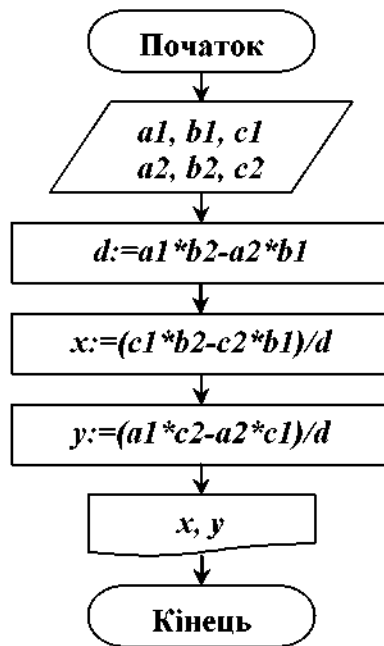 Початок
a1, b1, c1
a2, b2, c2
d:=a1*b2-a2*b1
x:=(c1*b2-c2*b1)/d
y:=(a1*c2-a2*c1)/d
x, y
Кінець